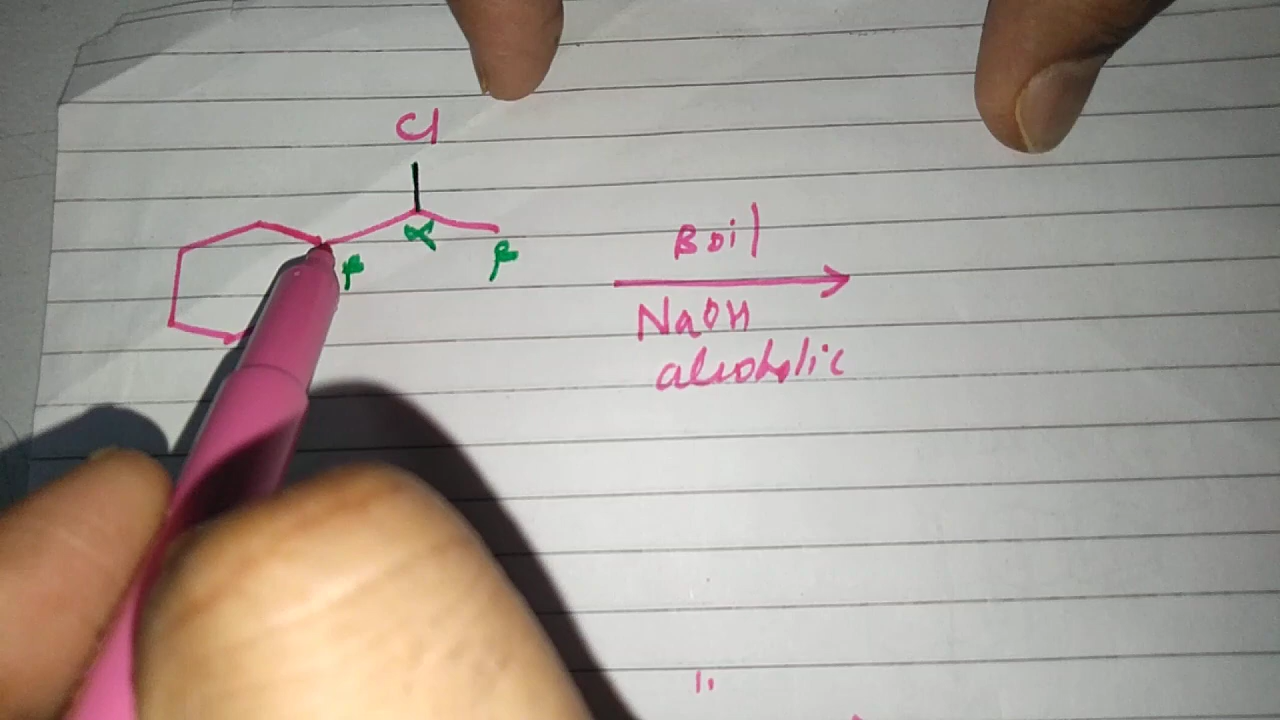 Cl
α
β β
Boil
NaOH
alcoholic